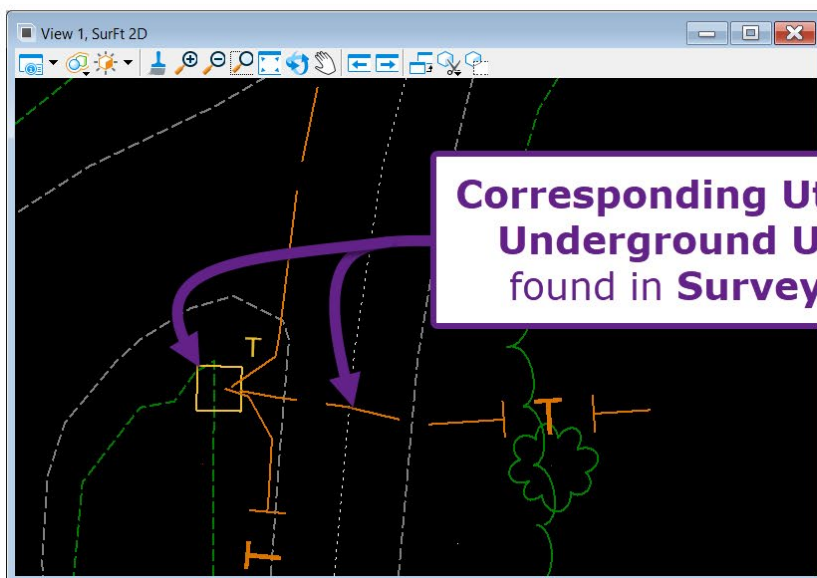 View 1, SurFt 2D
Corresponding Ut
Underground U
found in Survey
T
T
T